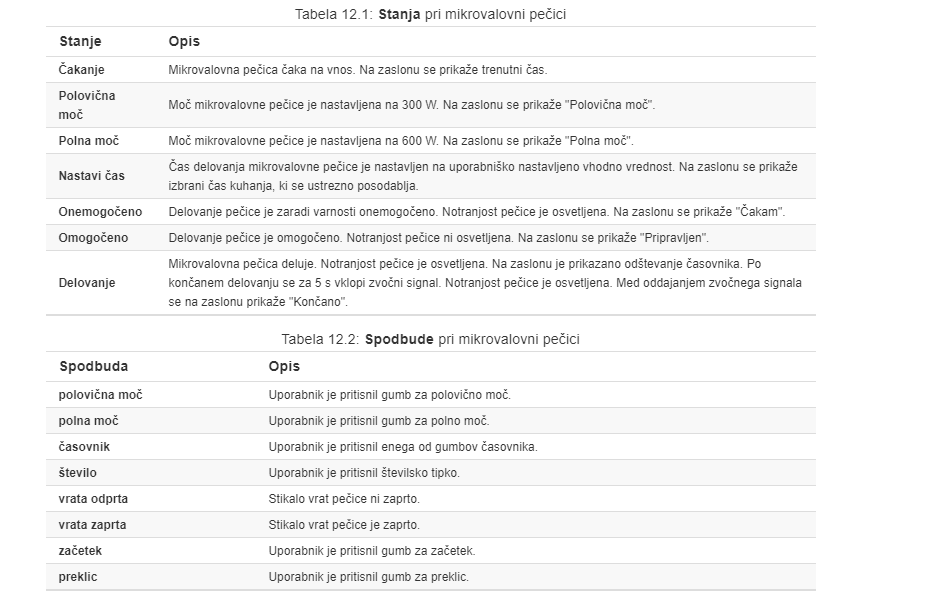 Tabela 12.1: Stanja pri mikrovalovni pečici
Stanje Opis
Čakanje Mikrovalovna pečica čaka na vnos. Na zaslonu se prikaže trenutni čas.
Polovična
moč Moč mikrovalovne pečice je nastavljena na 300 W. Na zaslonu se prikaže "Polovična moč".
Polna moč Moč mikrovalovne pečice je nastavljena na 600 W. Na zaslonu se prikaže "Polna moč".
Nastavi čas Čas delovanja mikrovalovne pečice je nastavljen na uporabniško nastavljeno vhodno vrednost. Na zaslonu se prikaže
izbrani čas kuhanja, ki se ustrezno posodablja.
Onemogočeno Delovanje pečice je zaradi varnosti onemogočeno. Notranjost pečice je osvetljena. Na zaslonu se prikaže "Čakam".
Omogočeno Delovanje pečice je omogočeno. Notranjost pečice ni osvetljena. Na zaslonu se prikaže "Pripravljen".
Delovanje Mikrovalovna pečica deluje. Notranjost pečice je osvetljena. Na zaslonu je prikazano odštevanje časovnika. Po
končanem delovanju se za 5 s vklopi zvočni signal. Notranjost pečice je osvetljena. Med oddajanjem zvočnega signala
se na zaslonu prikaže "Končano".
Tabela 12.2: Spodbude pri mikrovalovni pečici
Spodbuda Opis
polovična moč Uporabnik je pritisnil gumb za polovično moč.
polna moč Uporabnik je pritisnil gumb za polno moč.
časovnik Uporabnik je pritisnil enega od gumbov časovnika.
število Uporabnik je pritisnil številsko tipko.
vrata odprta Stikalo vrat pečice ni zaprto.
vrata zaprta Stikalo vrat pečice je zaprto.
začetek Uporabnik je pritisnil gumb za začetek.
preklic Uporabnik je pritisnil gumb za preklic.